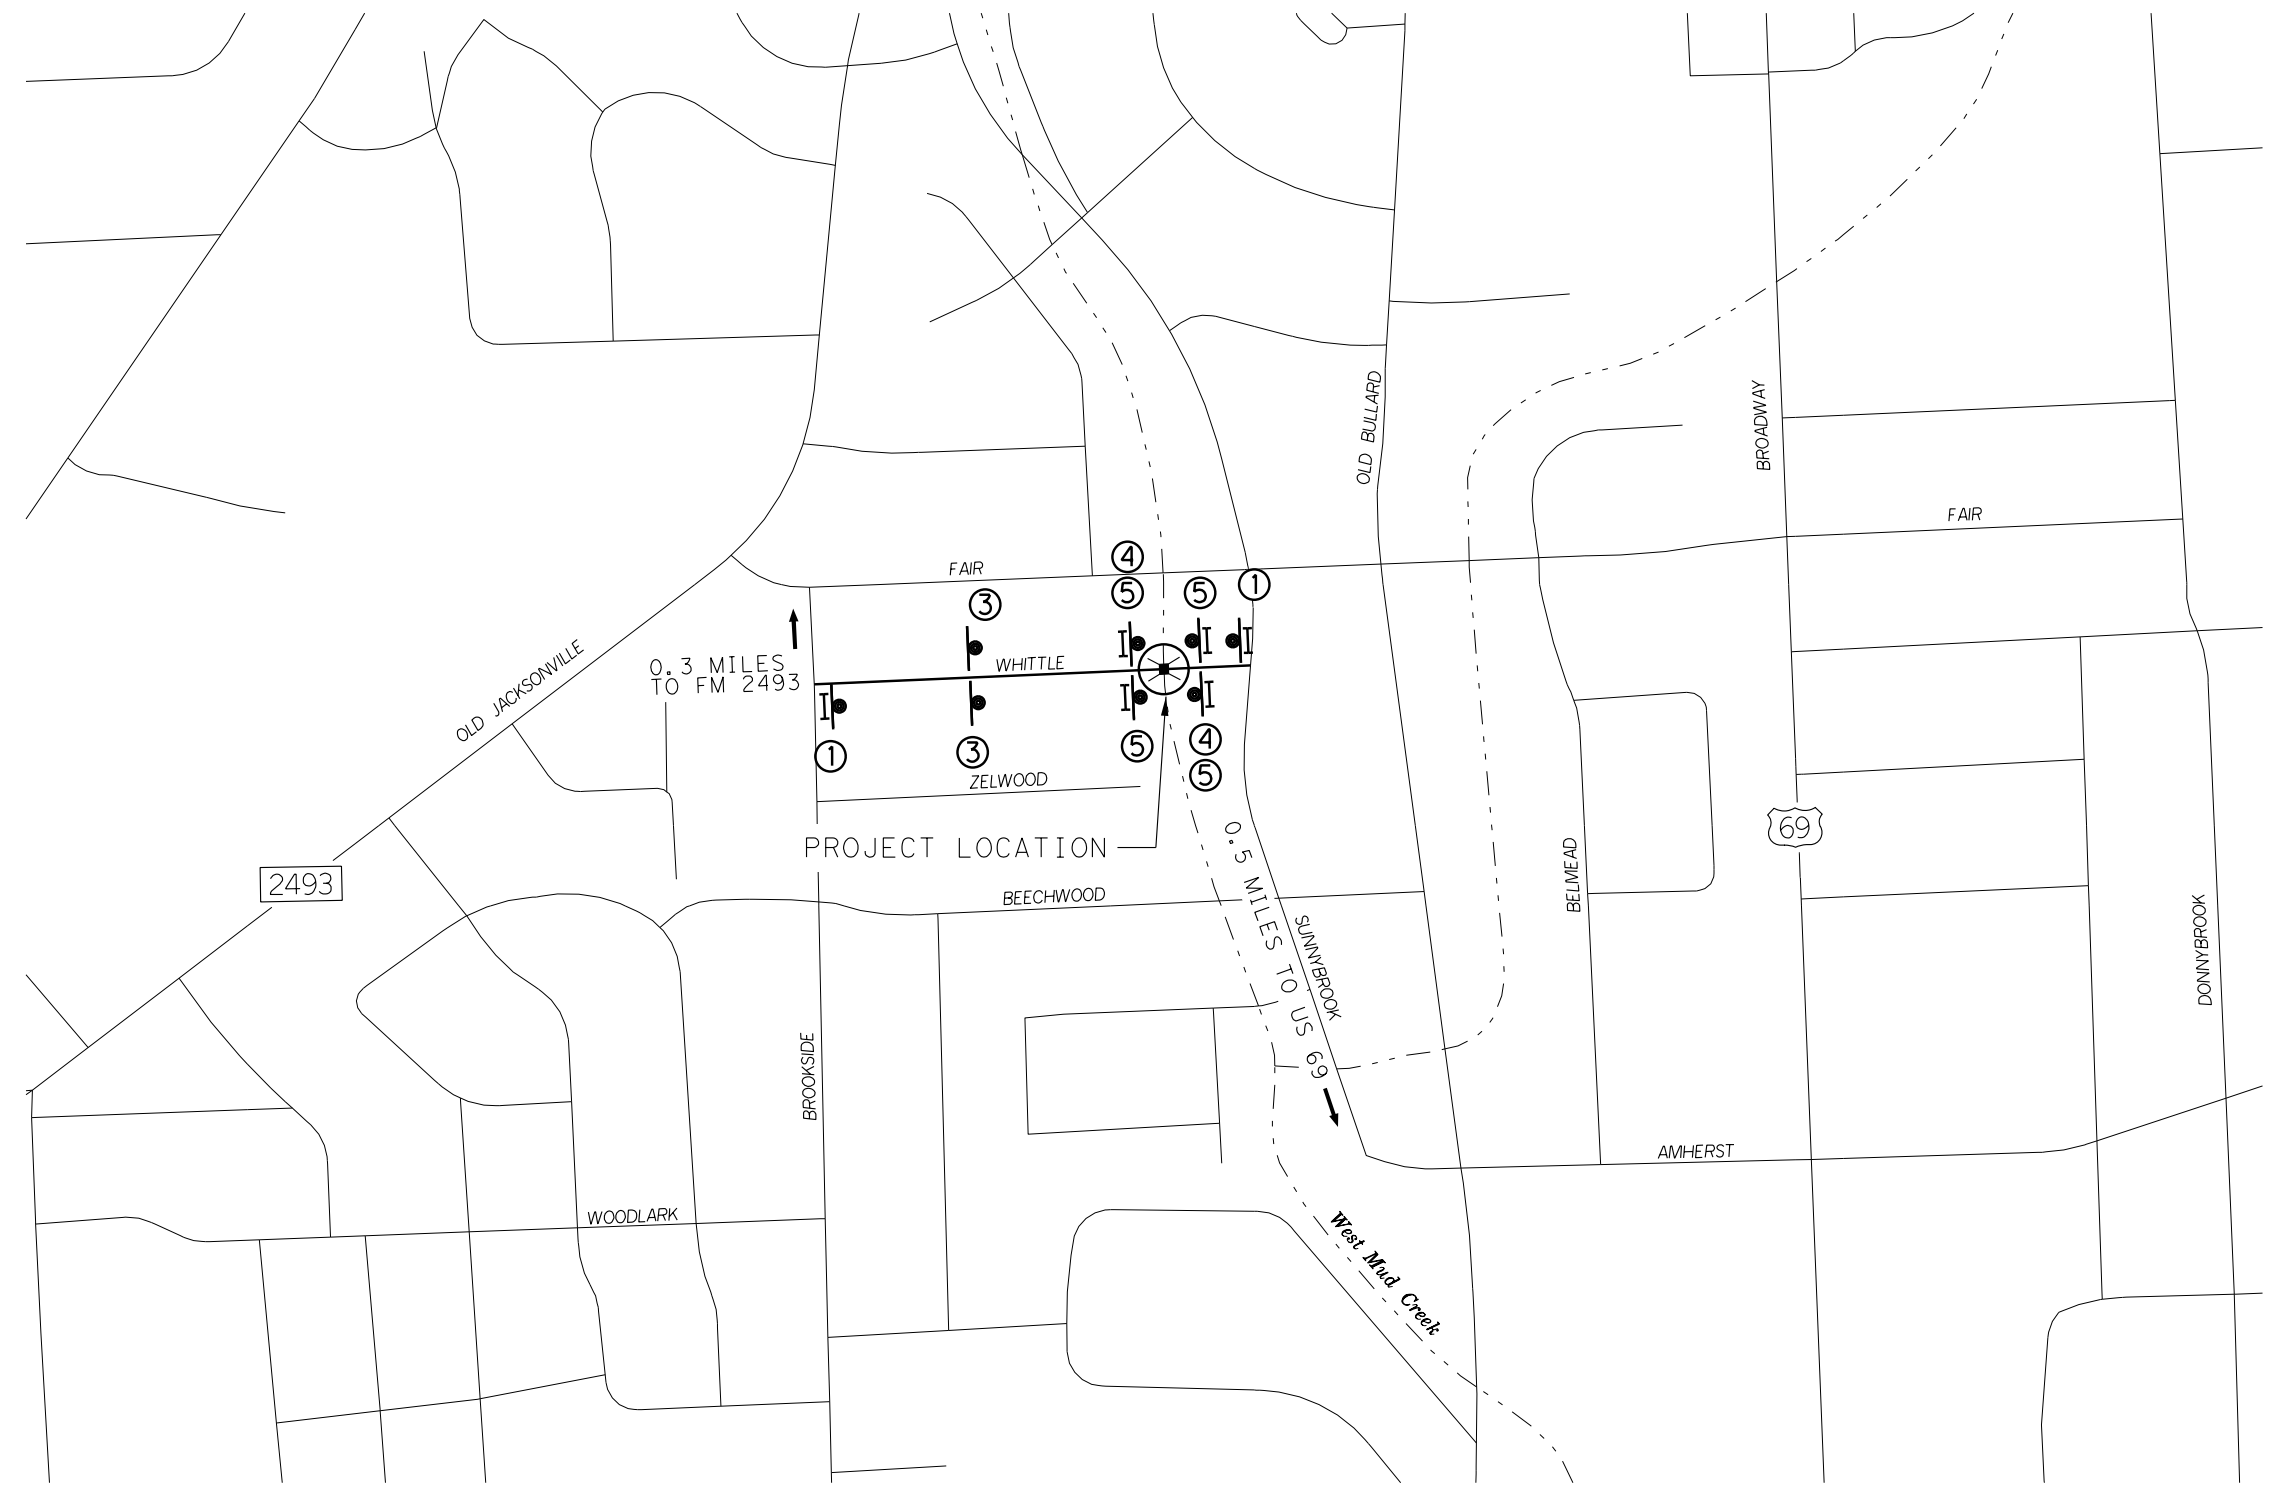 OLD BULLARD
BROADWAY
FAIR
4
FAIR
5
5
1
3
0.3 MILES
TO FM 2493
WHITTLE
OLD JACKSONVILLE
1
3
5
4
5
ZELWOOD
PROJECT LOCATION
0.5 MILES TO US 69
69
2493
BEECHWOOD
BELMEAD
SUNNYBROOK
DONNYBROOK
BROOKSIDE
AMHERST
WOODLARK
West Mud Creek